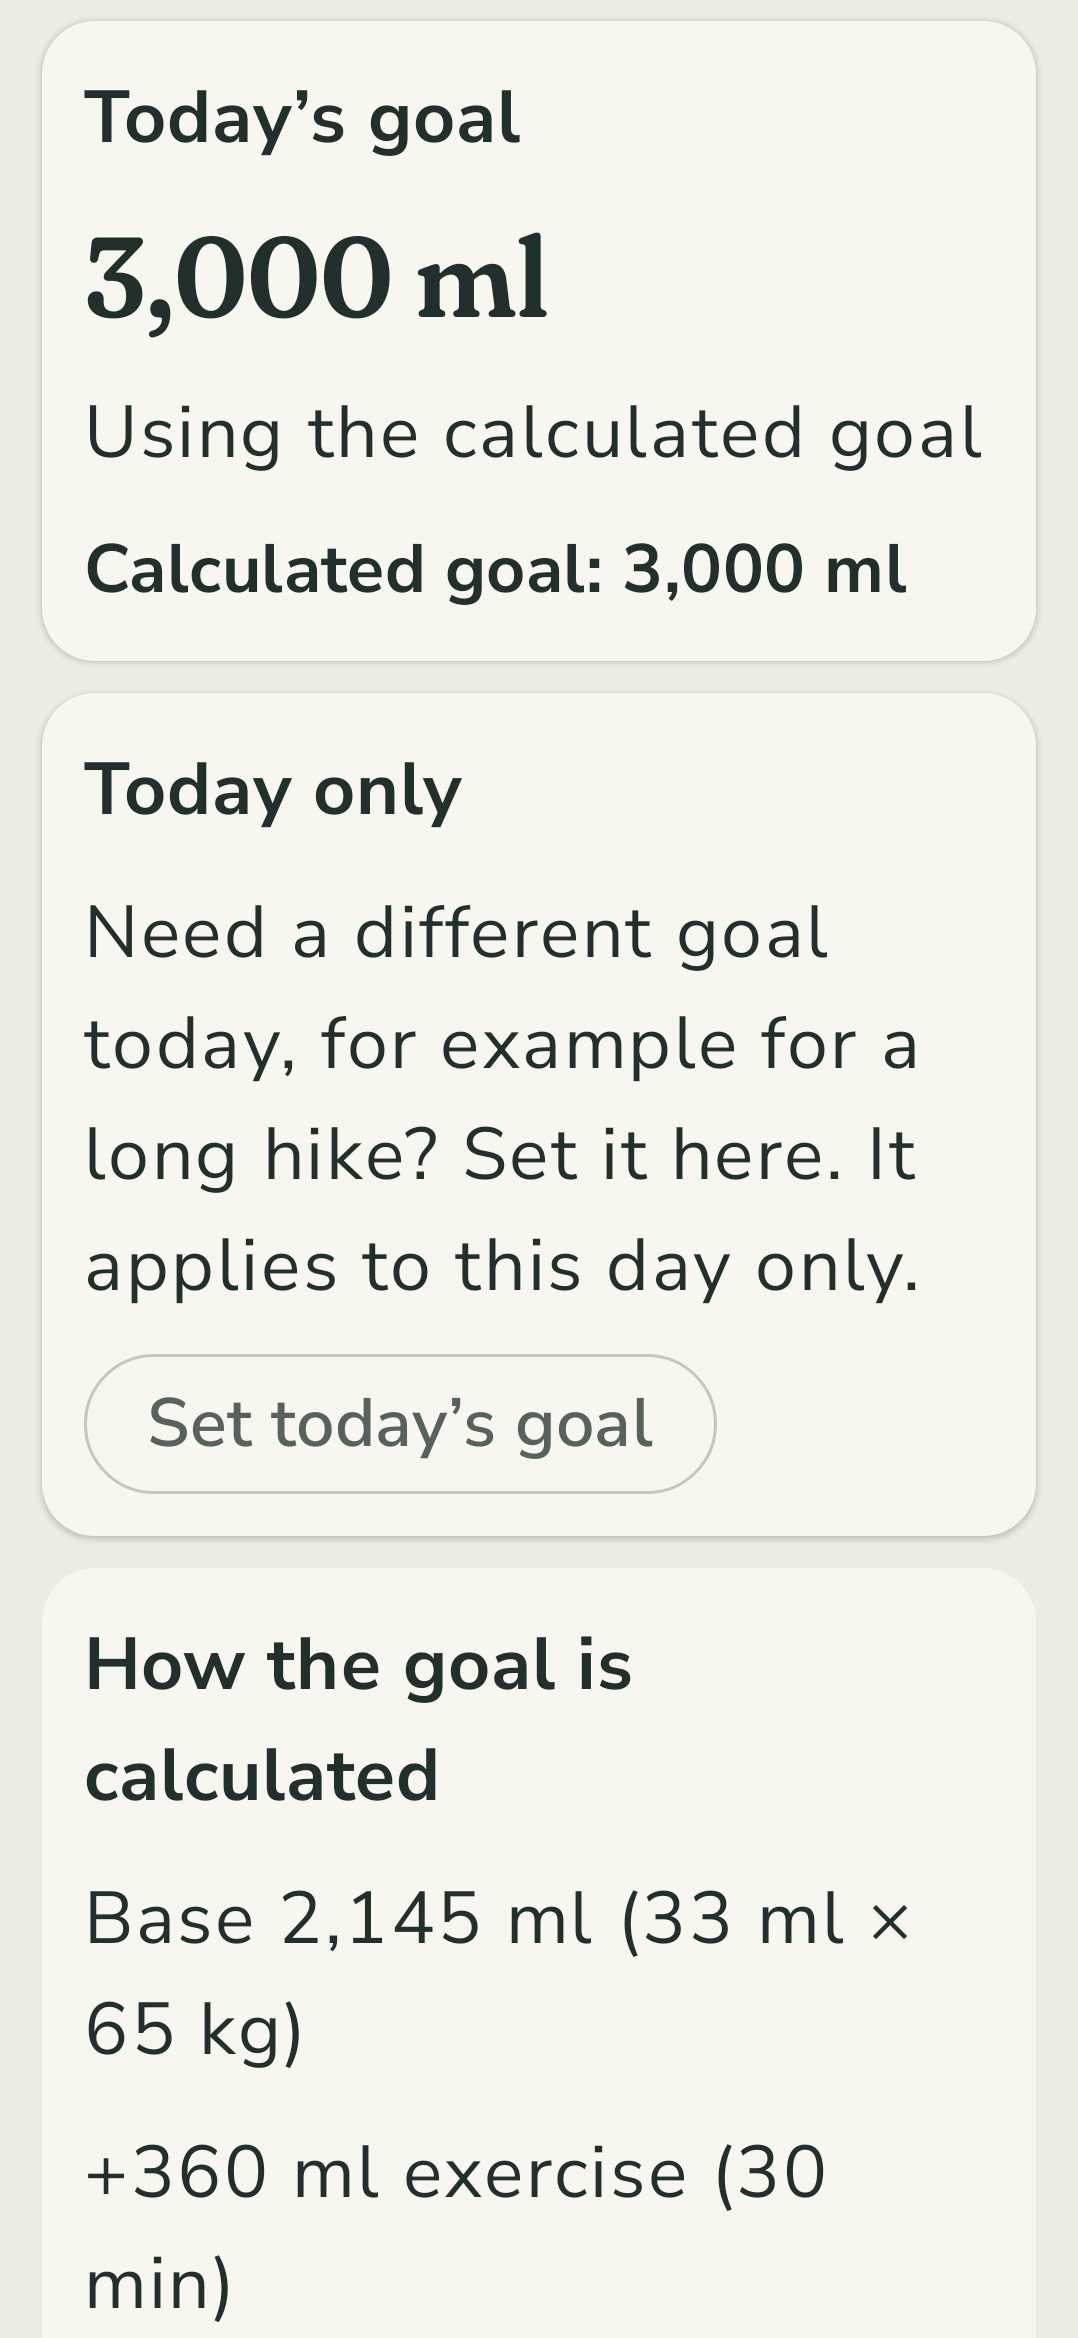 Today’s goal
3,000 ml
Using the calculated goal
Calculated goal: 3,000 ml
Today only
Need a different goal
today, for example for a
long hike? Set it here. It
applies to this day only.
Set today’s goal
How the goal is
calculated
Base 2,145 ml (33 ml ×
65 kg)
+360 ml exercise (30
min)